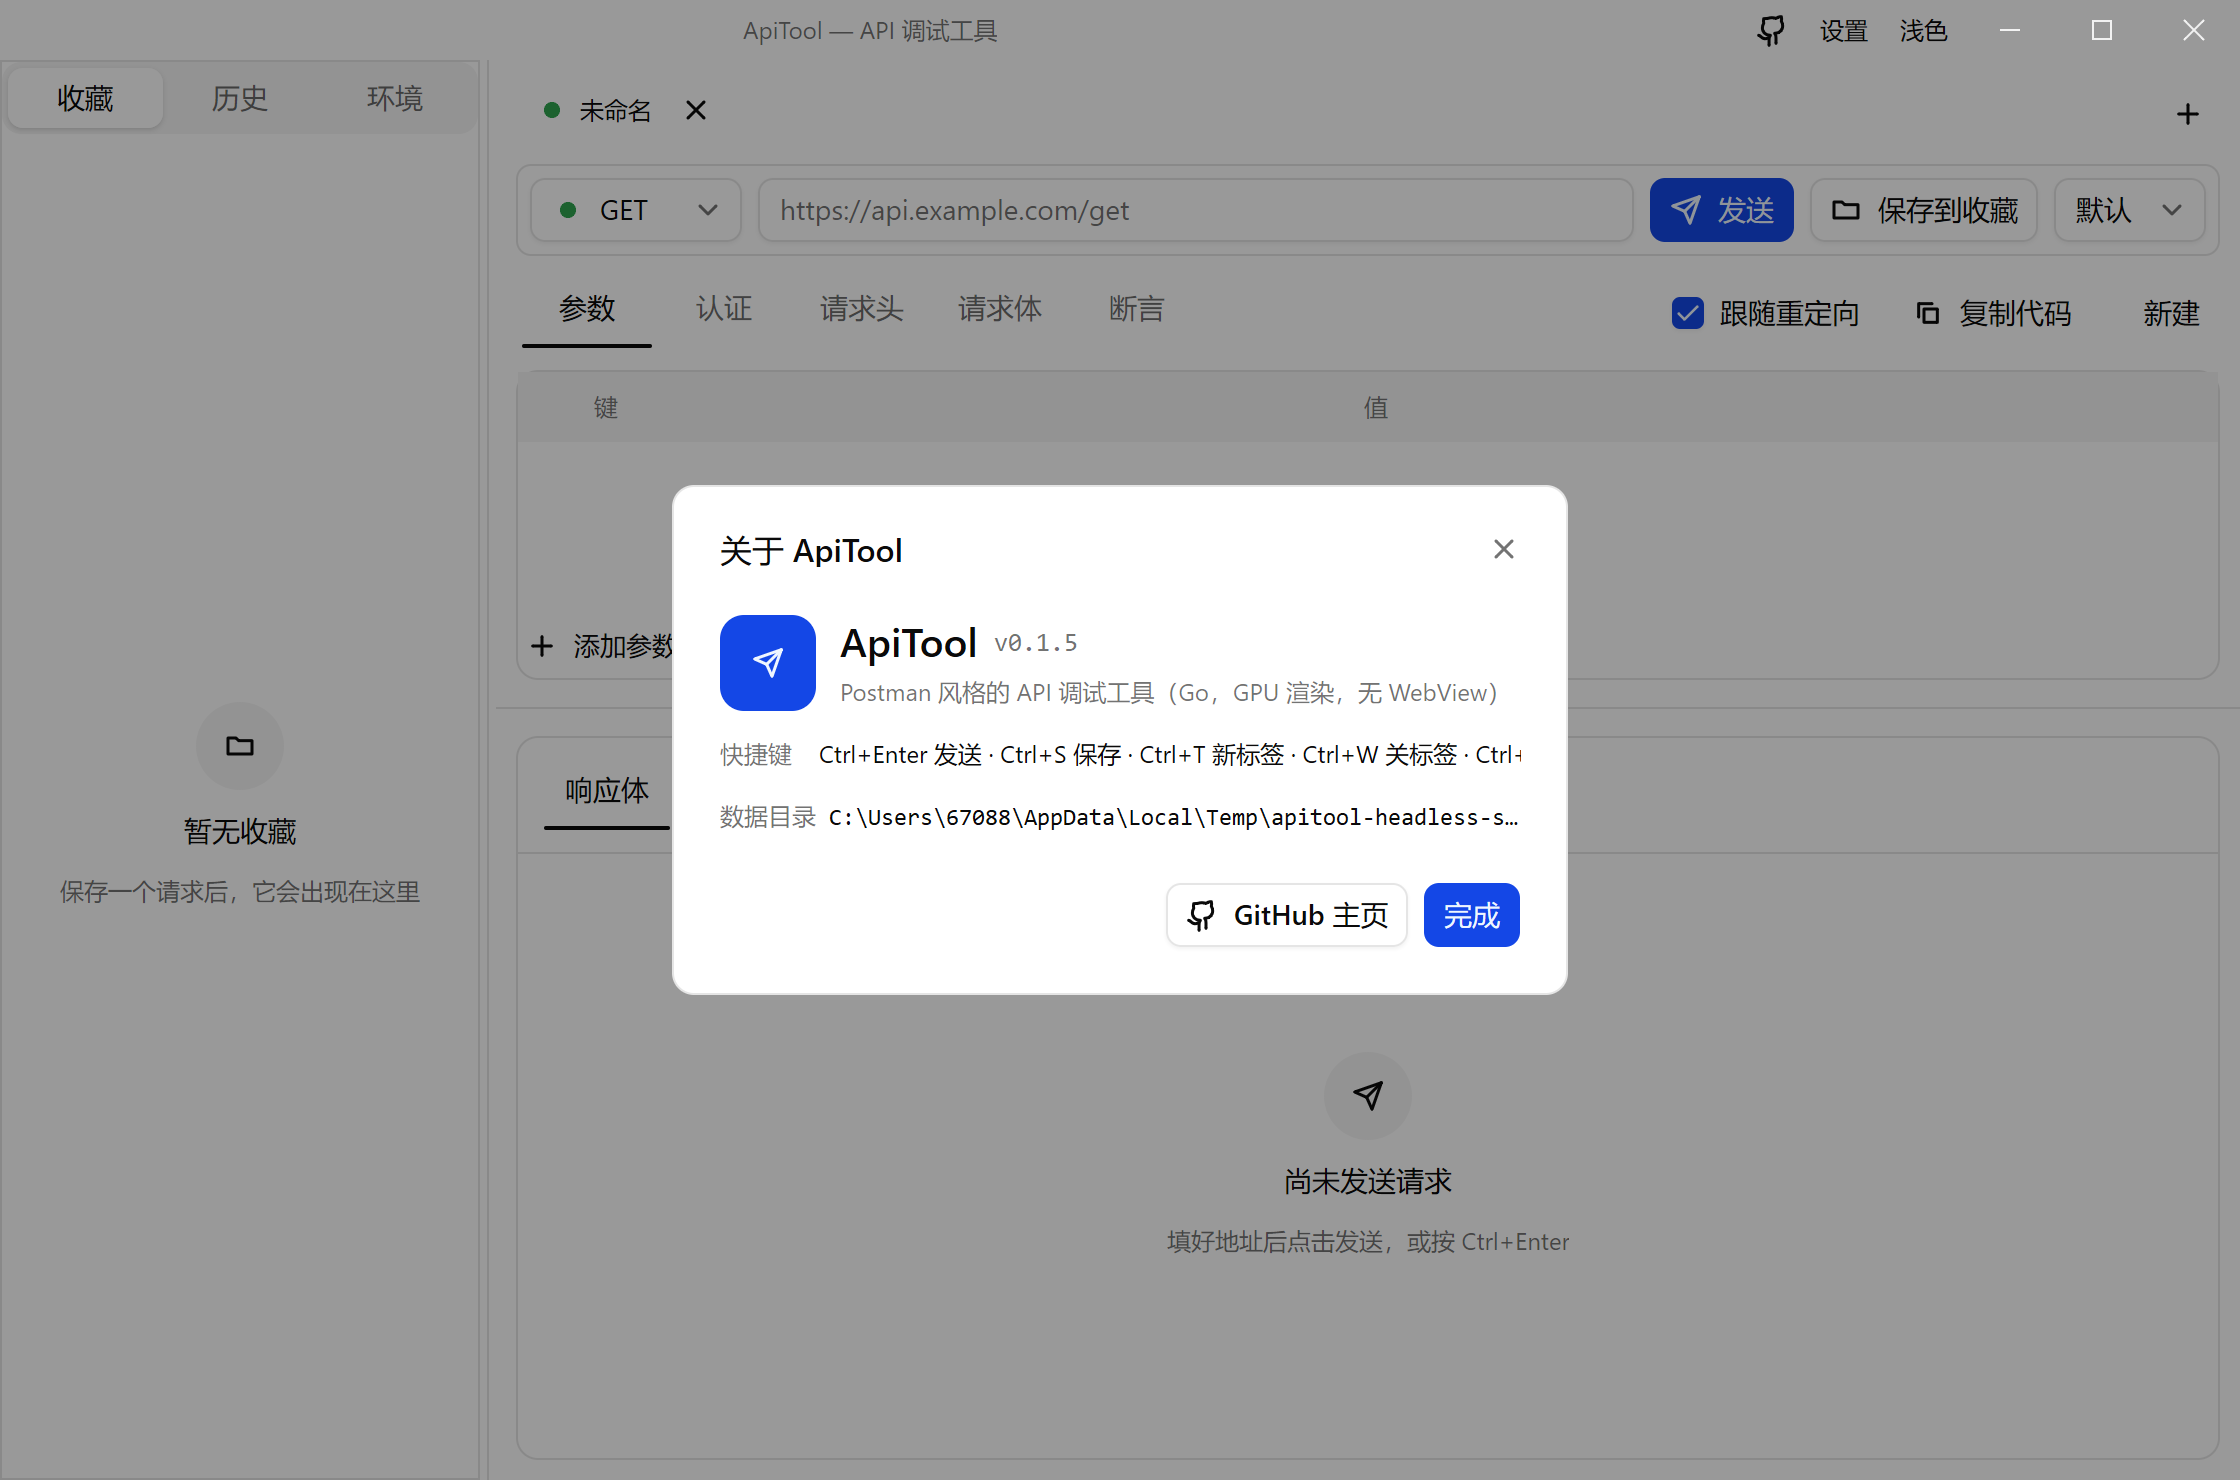 ApiTool — API 调试工具
设置 浅色
收藏 历史 环境
未命名
GET https://api.example.com/get 发送 保存到收藏 默认
参数 认证 请求头 请求体 断言 跟随重定向 复制代码 新建
键 值
关于 ApiTool
添加参数
ApiTool v0.1.5
Postman 风格的 API 调试工具（Go，GPU 渲染，无 WebView）
快捷键 Ctrl+Enter 发送 · Ctrl+S 保存 · Ctrl+T 新标签 · Ctrl+W 关标签 · Ctrl+
响应体
数据目录 C:\Users\67088\AppData\Local\Temp\apitool-headless-s…
GitHub 主页 完成
暂无收藏
保存一个请求后，它会出现在这里
尚未发送请求
填好地址后点击发送，或按 Ctrl+Enter